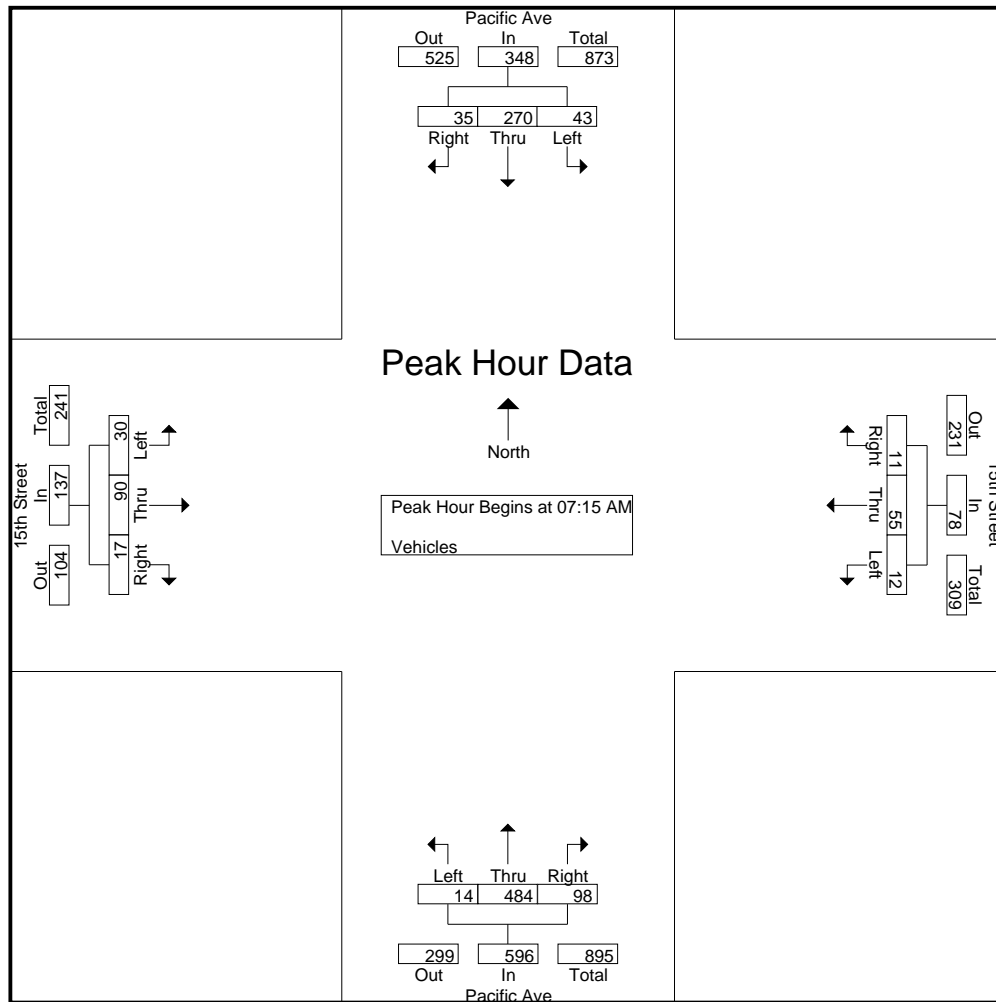 Pacific Ave
Out In Total
525 348 873
35 270 43
Right Thru Left
Peak Hour Data
North
Peak Hour Begins at 07:15 AM
Vehicles
15th Street
Total In Out
241 137 104
30 90 17
Left Thru Right
15th Street
Out In Total
231 78 309
11 55 12
Right Thru Left
Left Thru Right
14 484 98
299 596 895
Out In Total
Pacific Ave